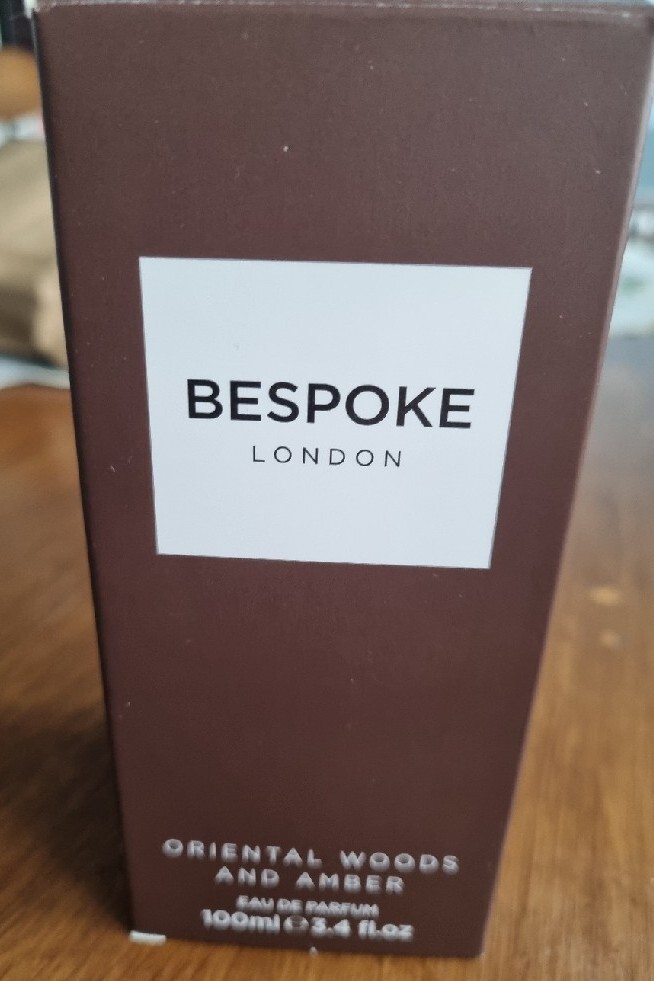 BESPOKE
LONDON
ORIENTAL WOODS
AND AMBER
EAU DE PARFUM
100ml ℮ 3.4 fl.oz